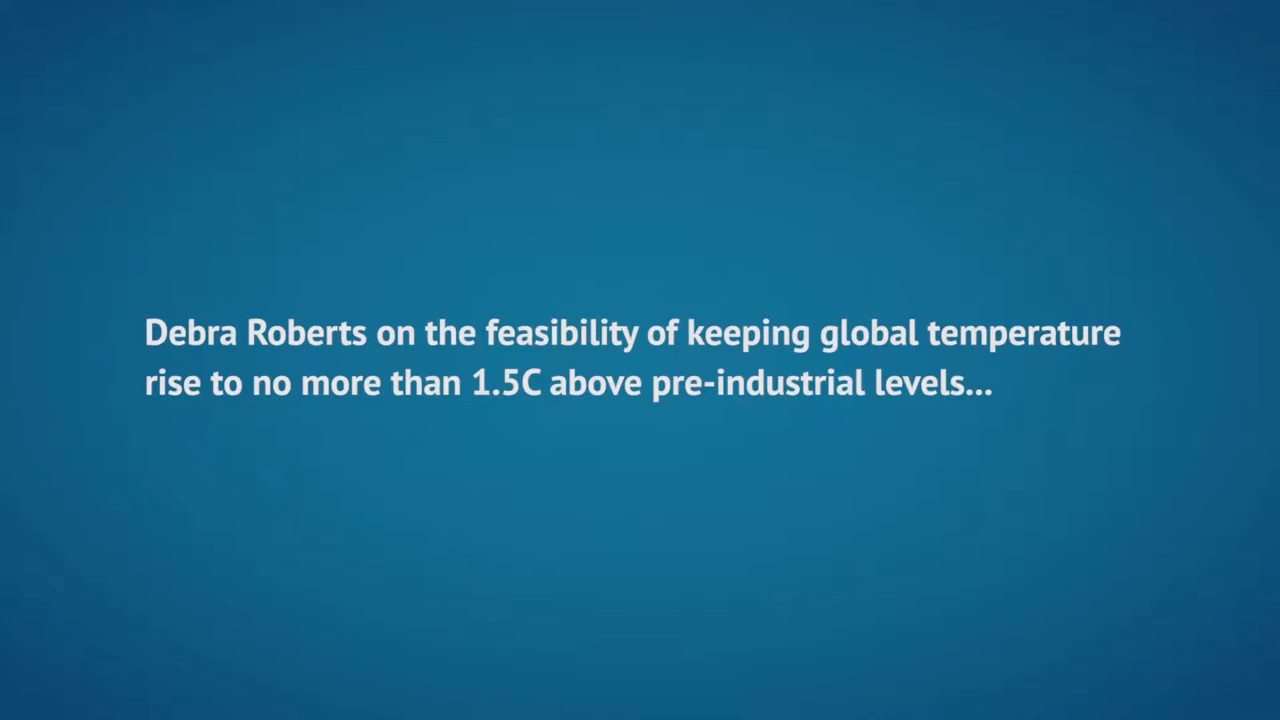 Debra Roberts on the feasibility of keeping global temperature
rise to no more than 1.5C above pre-industrial levels...